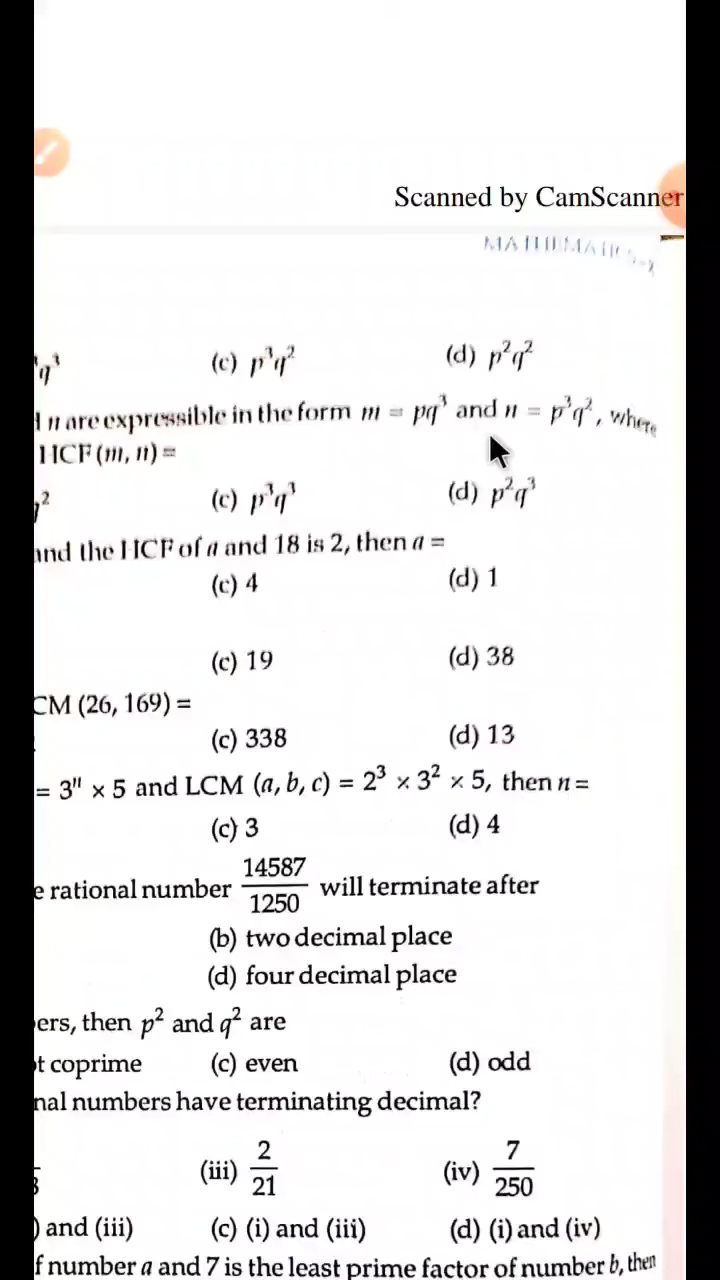 Scanned by CamScanner
MATHEMATICS-X
q³ (c) p³q² (d) p²q²
n are expressible in the form m = pq³ and n = p³q², where
HCF (m, n) =
² (c) p³q³ (d) p²q³
and the HCF of a and 18 is 2, then a =
(c) 4 (d) 1
(c) 19 (d) 38
CM (26, 169) =
(c) 338 (d) 13
= 3ⁿ × 5 and LCM (a, b, c) = 2³ × 3² × 5, then n =
(c) 3 (d) 4
e rational number 14587/1250 will terminate after
(b) two decimal place
(d) four decimal place
ers, then p² and q² are
t coprime (c) even (d) odd
nal numbers have terminating decimal?
(iii) 2/21 (iv) 7/250
) and (iii) (c) (i) and (iii) (d) (i) and (iv)
f number a and 7 is the least prime factor of number b, then